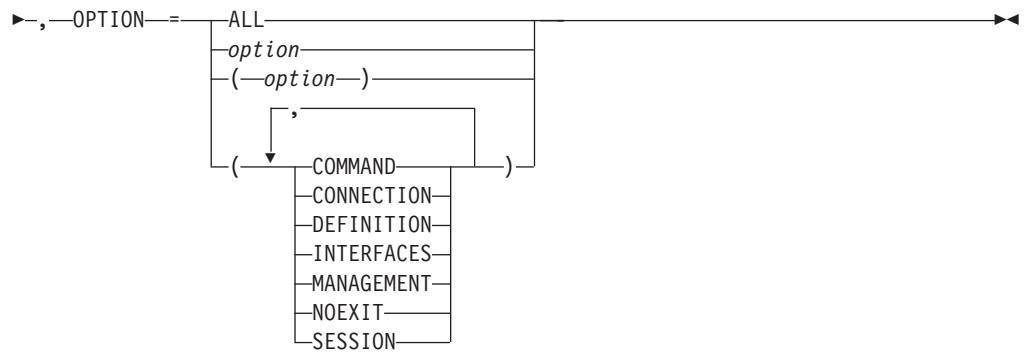 , OPTION = ALL
option
( option )
,
( COMMAND )
CONNECTION
DEFINITION
INTERFACES
MANAGEMENT
NOEXIT
SESSION